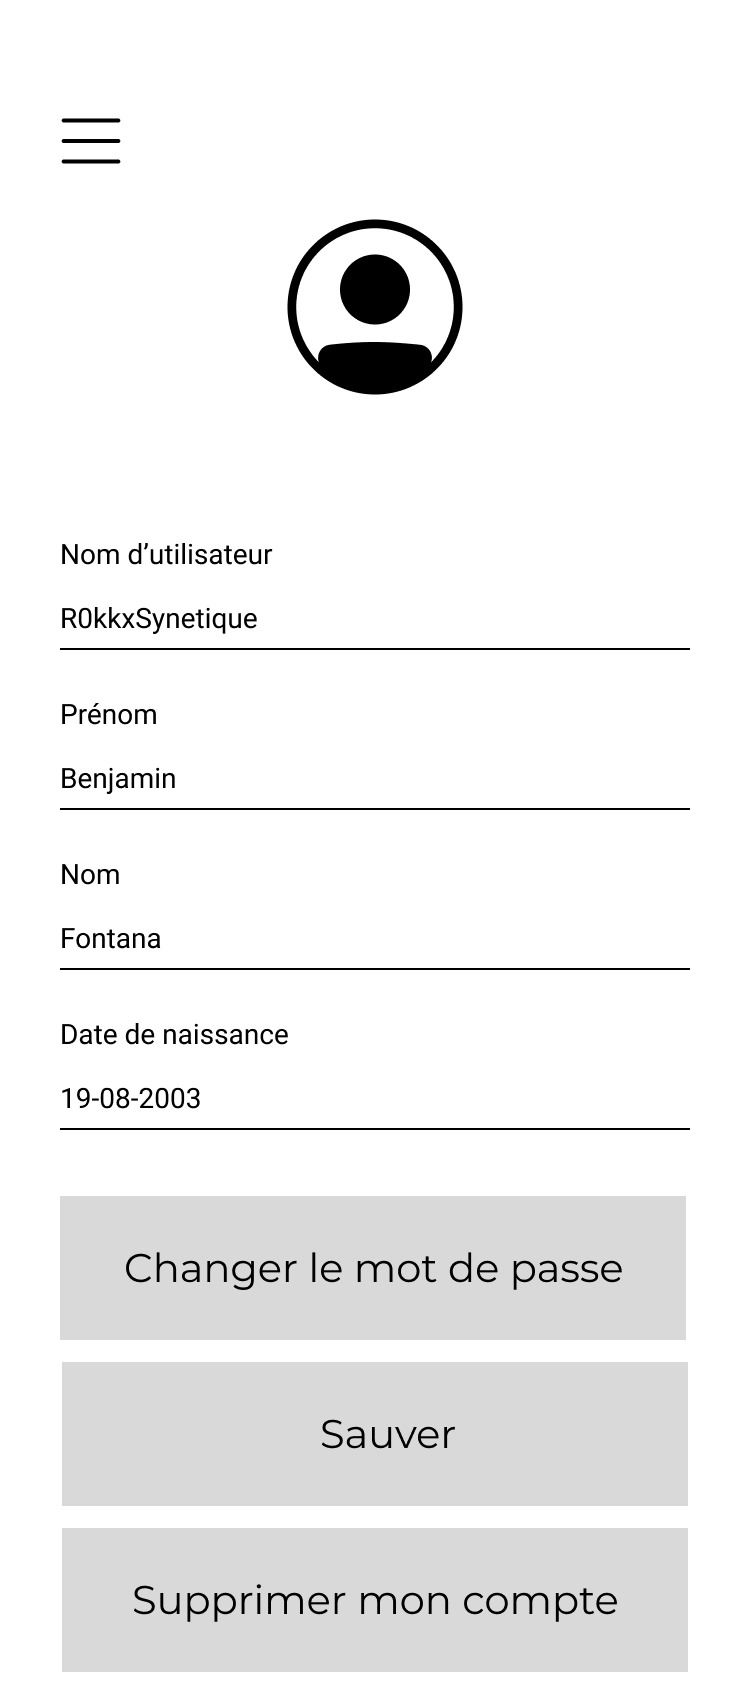 Nom d’utilisateur
R0kkxSynetique
Prénom
Benjamin
Nom
Fontana
Date de naissance
19-08-2003
Changer le mot de passe
Sauver
Supprimer mon compte